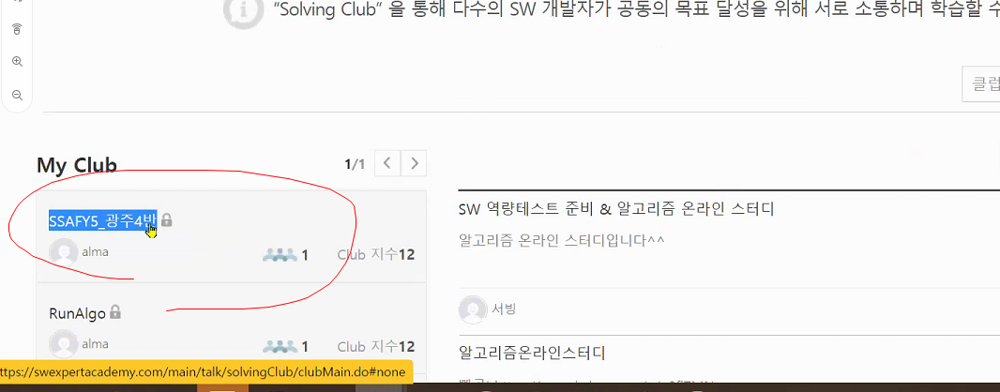 "Solving Club" 을 통해 다수의 SW 개발자가 공동의 목표 달성을 위해 서로 소통하며 학습할 수
클럽
My Club
1/1
SSAFY5_광주4반
alma
1
Club 지수12
RunAlgo
alma
1
Club 지수12
SW 역량테스트 준비 & 알고리즘 온라인 스터디
알고리즘 온라인 스터디입니다^^
서빙
알고리즘온라인스터디
ttps://swexpertacademy.com/main/talk/solvingClub/clubMain.do#none